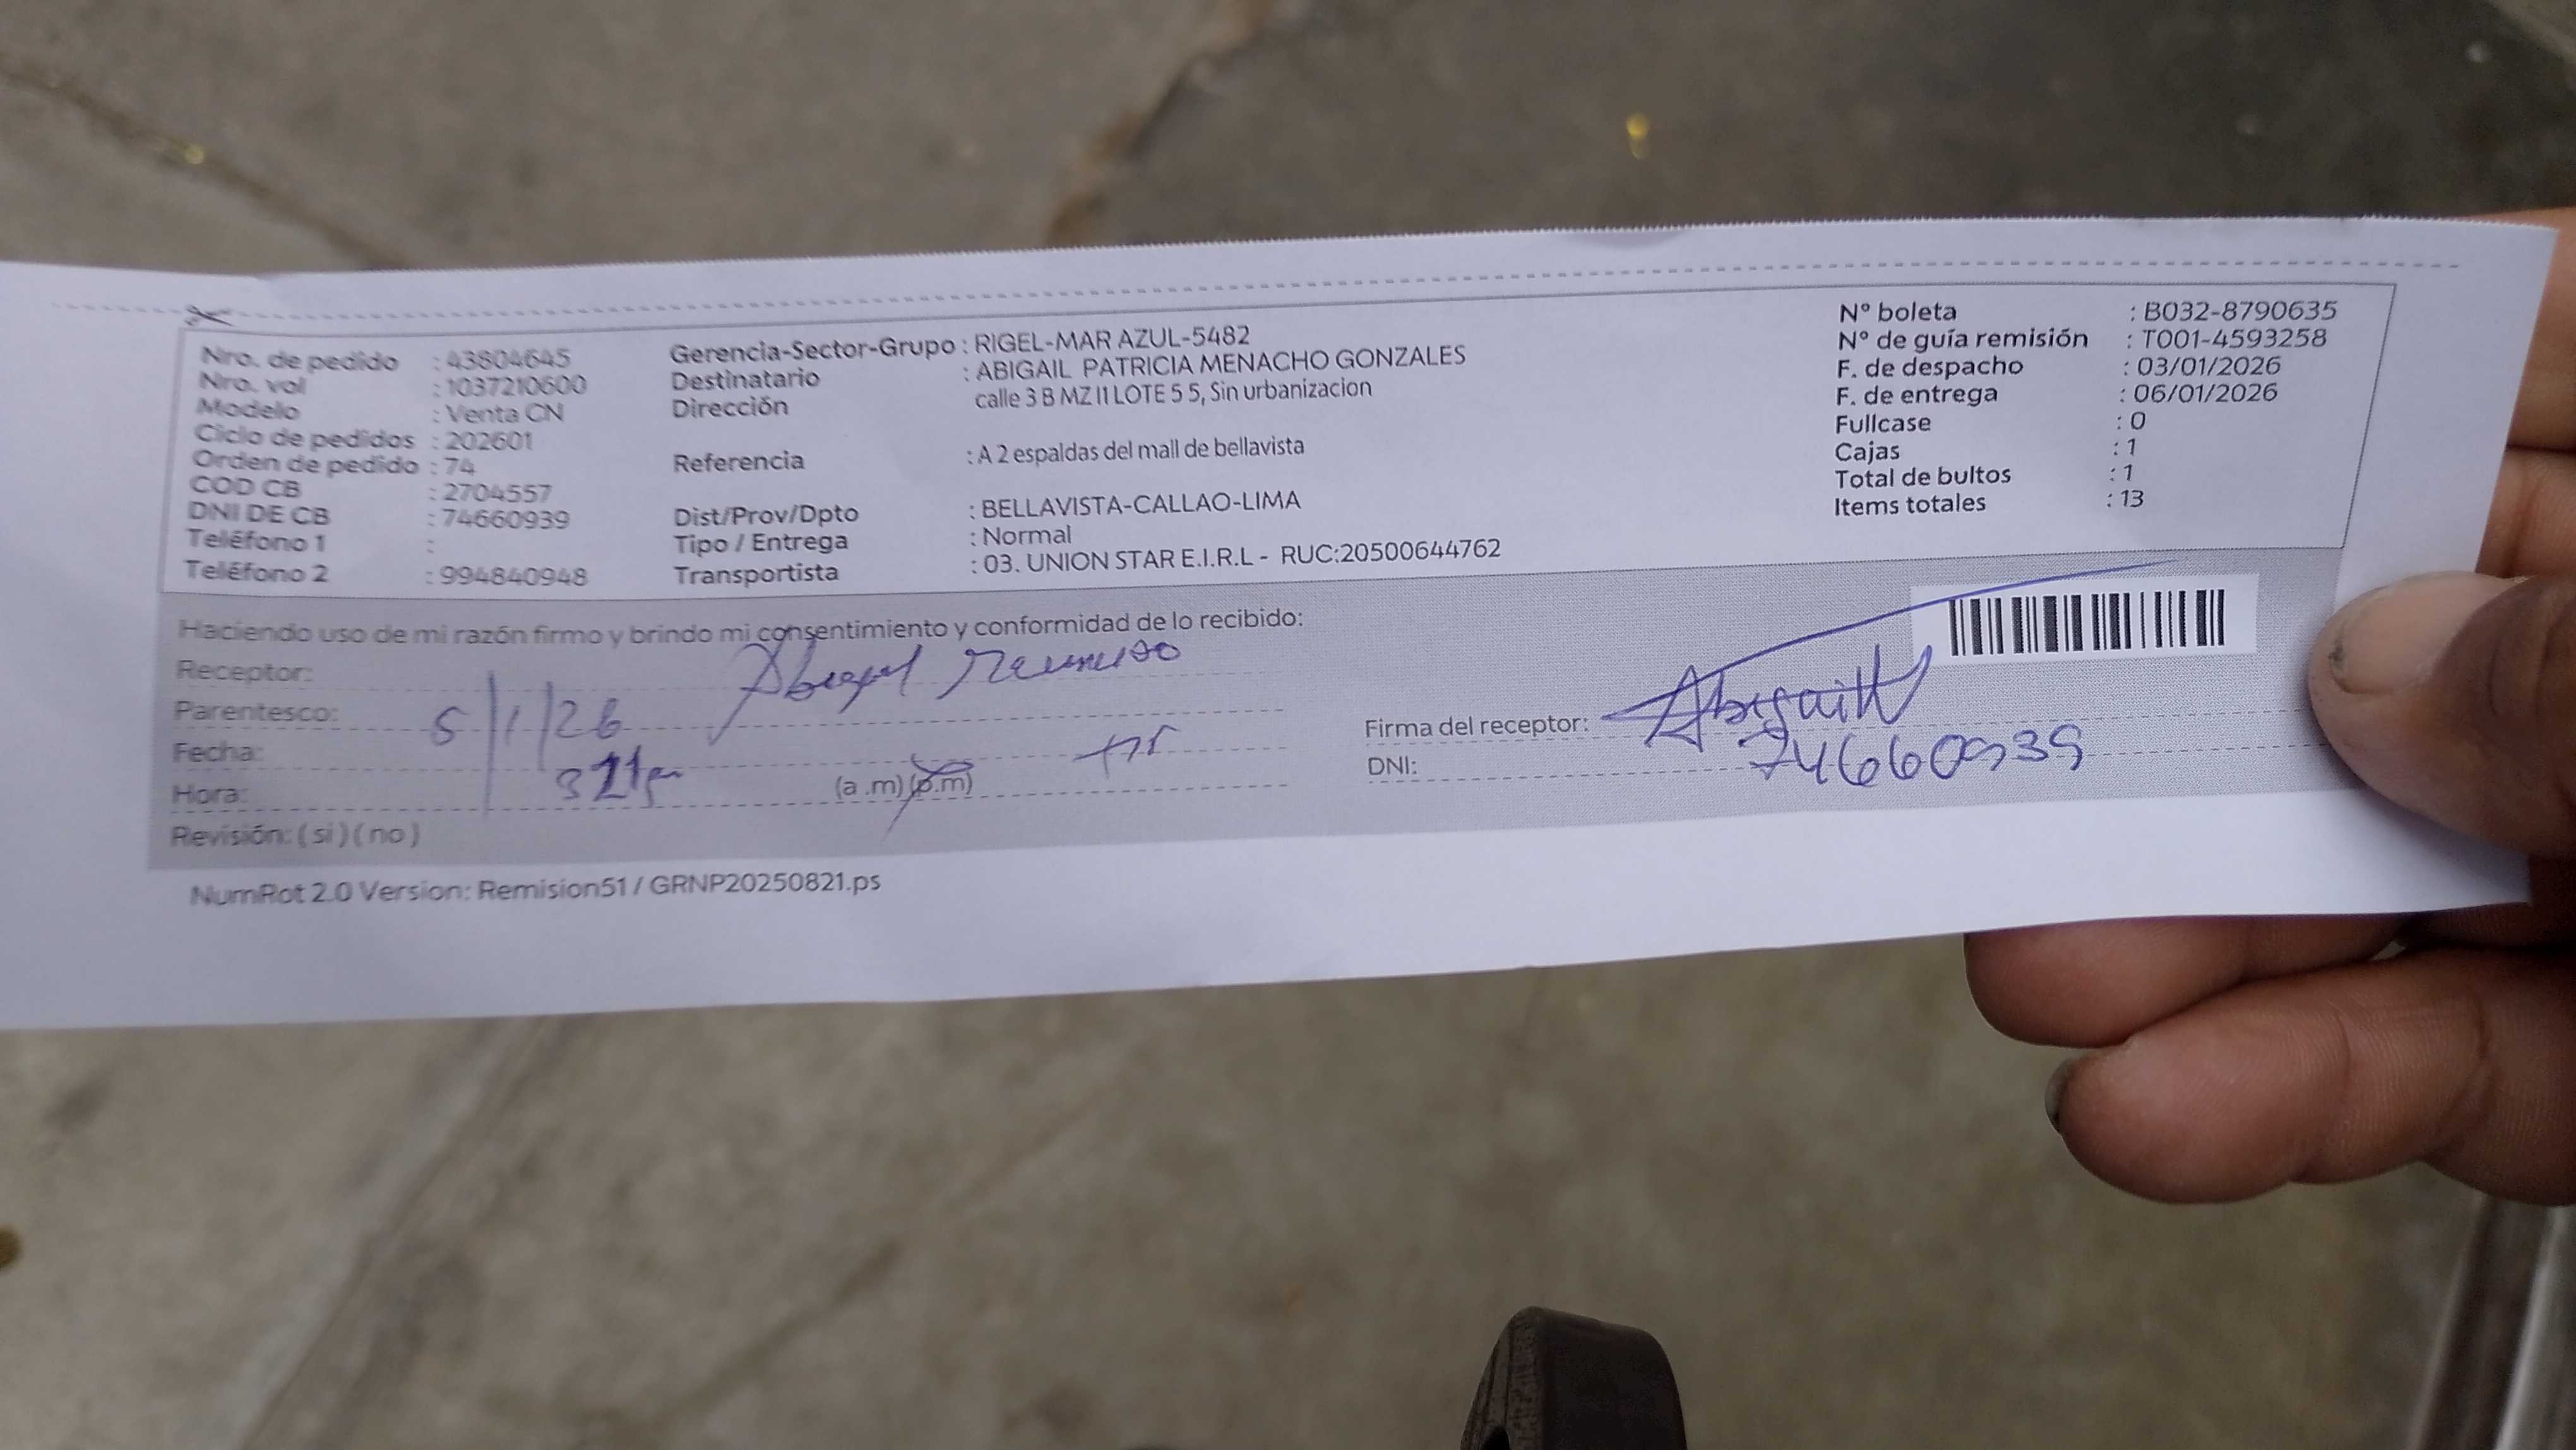 Nro. de pedido : 43804645
Nro. vol : 1037210600
Modelo : Venta CN
Ciclo de pedidos : 202601
Orden de pedido : 74
COD CB : 2704557
DNI DE CB : 74660939
Teléfono 1 :
Teléfono 2 : 994840948
Gerencia-Sector-Grupo : RIGEL-MAR AZUL-5482
Destinatario : ABIGAIL PATRICIA MENACHO GONZALES
Dirección calle 3 B MZ I1 LOTE 5 5, Sin urbanizacion
Referencia : A 2 espaldas del mall de bellavista
Dist/Prov/Dpto : BELLAVISTA-CALLAO-LIMA
Tipo / Entrega : Normal
Transportista : 03. UNION STAR E.I.R.L - RUC:20500644762
Nº boleta : B032-8790635
Nº de guía remisión : T001-4593258
F. de despacho : 03/01/2026
F. de entrega : 06/01/2026
Fullcase : 0
Cajas : 1
Total de bultos : 1
Items totales : 13
Haciendo uso de mi razón firmo y brindo mi consentimiento y conformidad de lo recibido:
Receptor:
Parentesco:
Fecha: 5/1/26
Hora: (a .m) (p.m)
Revisión: ( si ) ( no )
Firma del receptor: Abigail
DNI: 74660939
NumRot 2.0 Version: Remision51 / GRNP20250821.ps